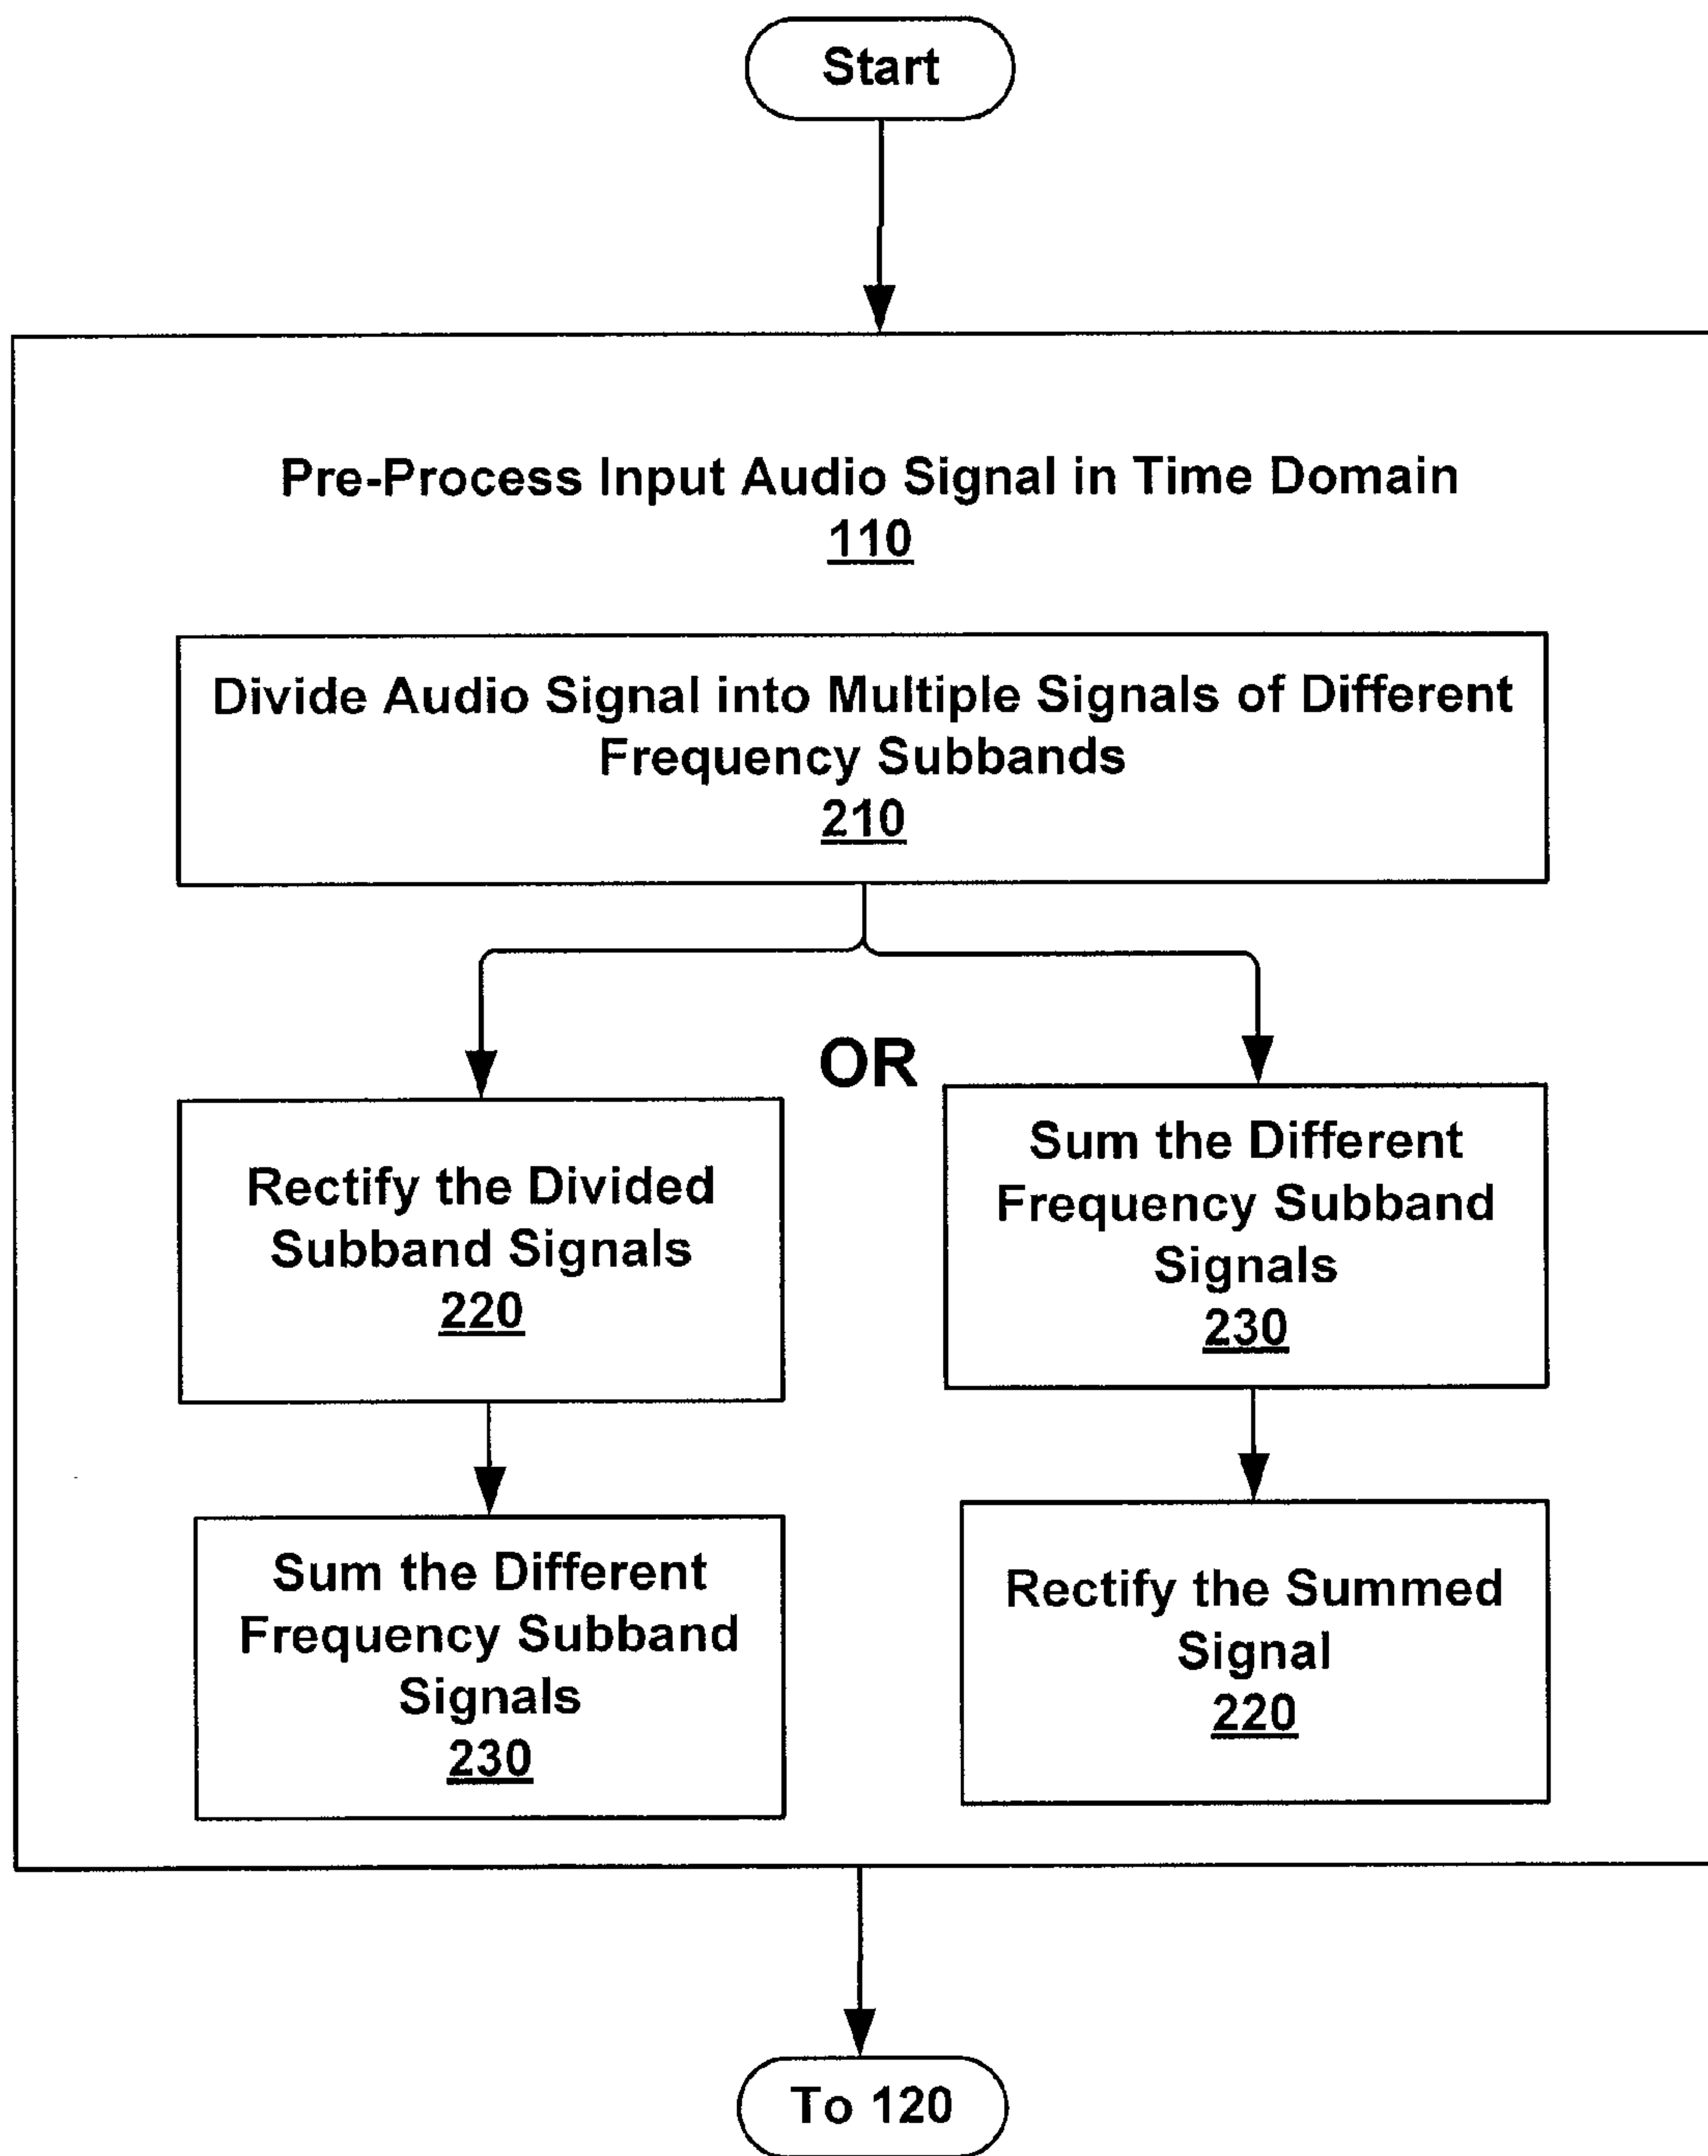 Start
Pre-Process Input Audio Signal in Time Domain
110
Divide Audio Signal into Multiple Signals of Different
Frequency Subbands
210
OR
Rectify the Divided
Subband Signals
220
Sum the Different
Frequency Subband
Signals
230
Sum the Different
Frequency Subband
Signals
230
Rectify the Summed
Signal
220
To 120